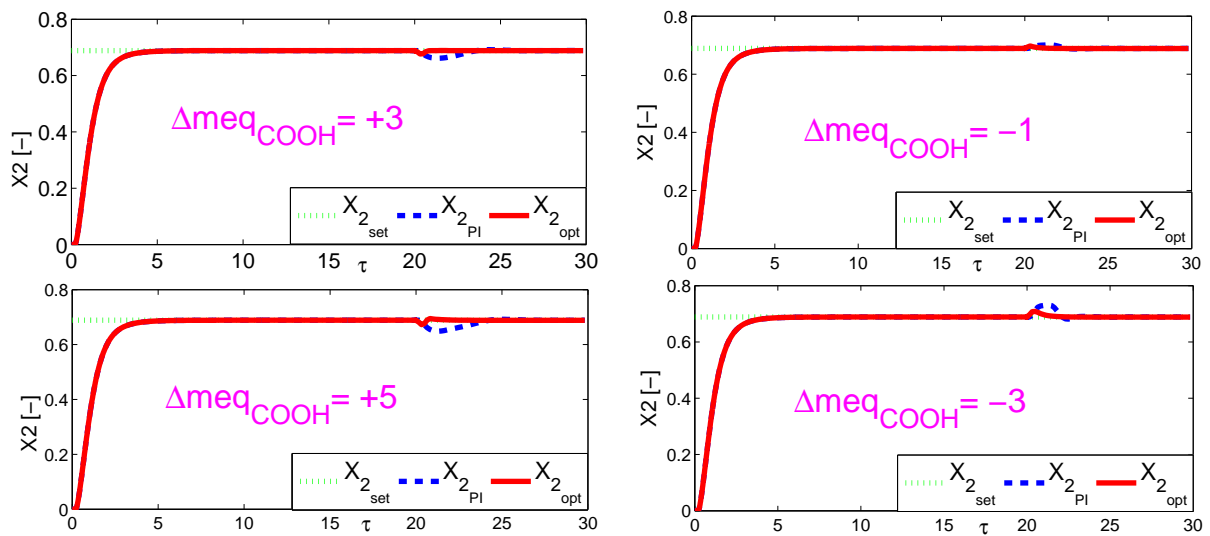 0.8
0.6
0.4
0.2
0
X2 [−]
ΔmeqCOOH= +3
X2set X2PI X2opt
0 5 10 15 20 25 30
τ
0.8
0.6
0.4
0.2
0
X2 [−]
ΔmeqCOOH= −1
X2set X2PI X2opt
0 5 10 15 20 25 30
τ
0.8
0.6
0.4
0.2
0
X2 [−]
ΔmeqCOOH= +5
X2set X2PI X2opt
0 5 10 15 20 25 30
τ
0.8
0.6
0.4
0.2
0
X2 [−]
ΔmeqCOOH= −3
X2set X2PI X2opt
0 5 10 15 20 25 30
τ